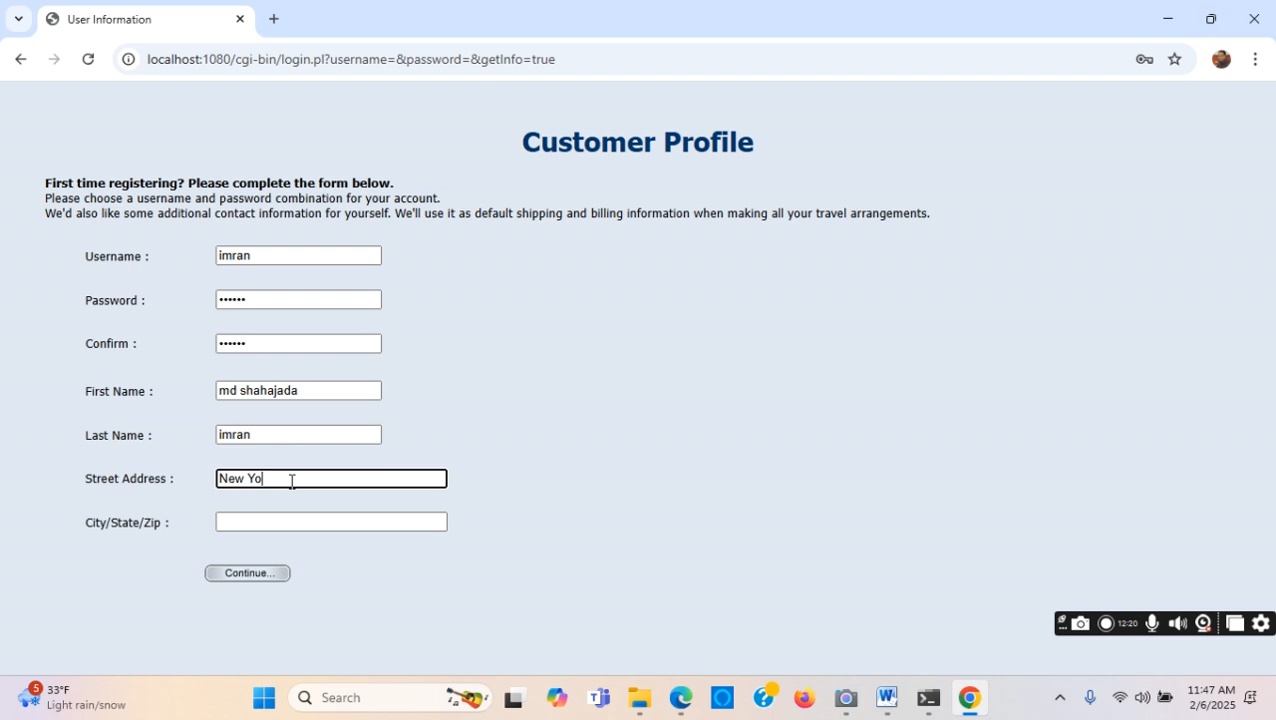 User Information
localhost:1080/cgi-bin/login.pl?username=&password=&getInfo=true
Customer Profile
First time registering? Please complete the form below.
Please choose a username and password combination for your account.
We'd also like some additional contact information for yourself. We'll use it as default shipping and billing information when making all your travel arrangements.
Username : imran
Password : ••••••
Confirm : ••••••
First Name : md shahajada
Last Name : imran
Street Address : New Yo
City/State/Zip :
Continue...
12:20
5
33°F
Light rain/snow
Search
11:47 AM
2/6/2025